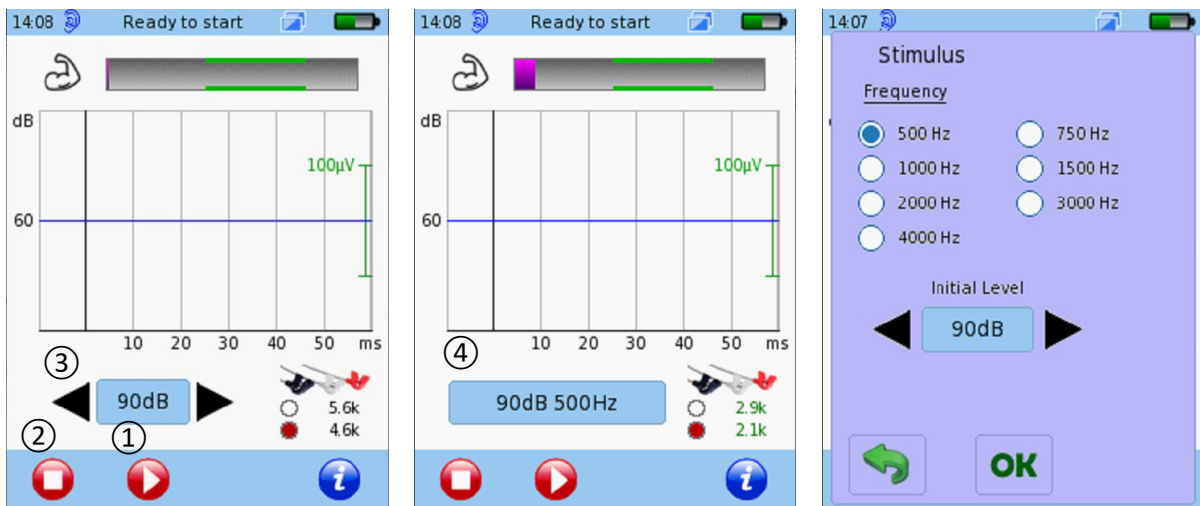 14:08 Ready to start
dB
100µV
60
10 20 30 40 50 ms
③
90dB
5.6k
4.6k
② ①
i
14:08 Ready to start
dB
100µV
60
10 20 30 40 50 ms
④
90dB 500Hz
2.9k
2.1k
i
14:07
Stimulus
Frequency
500 Hz 750 Hz
1000 Hz 1500 Hz
2000 Hz 3000 Hz
4000 Hz
Initial Level
90dB
OK